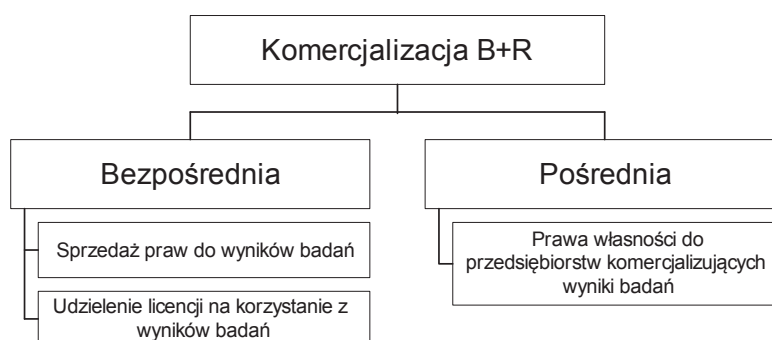 Komercjalizacja B+R
Bezpośrednia
Pośrednia
Sprzedaż praw do wyników badań
Prawa własności do
przedsiębiorstw komercjalizujących
wyniki badań
Udzielenie licencji na korzystanie z
wyników badań